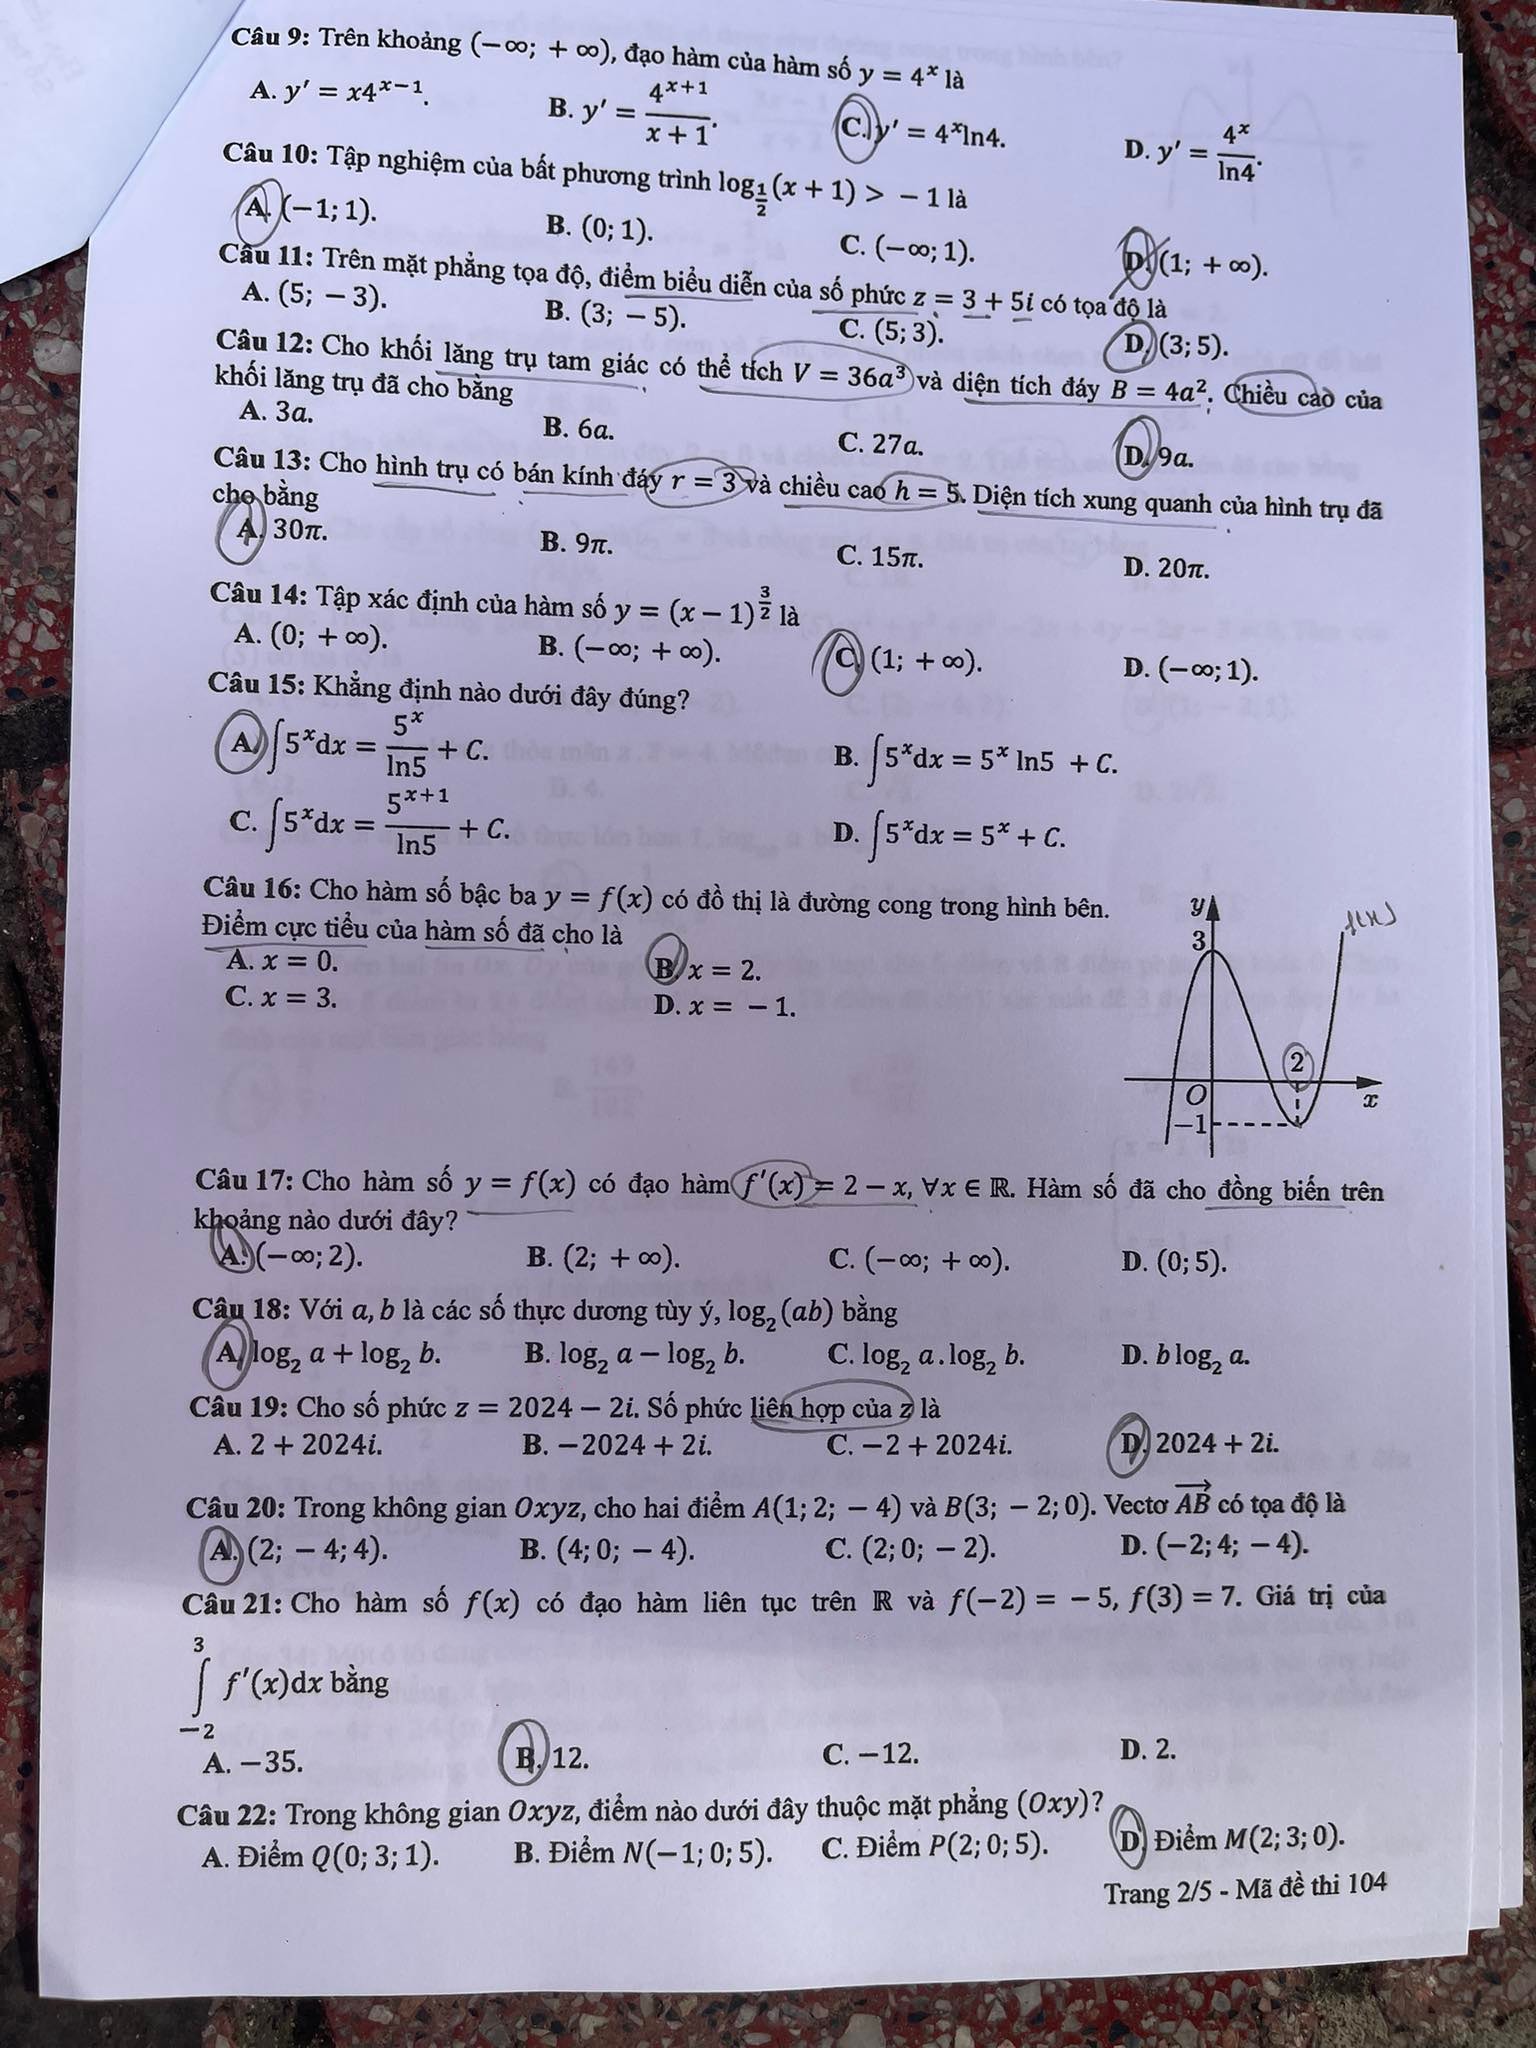 Câu 9: Trên khoảng (−∞; + ∞), đạo hàm của hàm số y = 4^x là
A. y′ = x4^{x−1}. B. y′ = \frac{4^{x+1}}{x + 1}. C. y′ = 4^x ln4. D. y′ = \frac{4^x}{ln4}.
Câu 10: Tập nghiệm của bất phương trình log_{\frac{1}{2}}(x + 1) > − 1 là
A. (−1; 1). B. (0; 1). C. (−∞; 1). D. (1; + ∞).
Câu 11: Trên mặt phẳng tọa độ, điểm biểu diễn của số phức z = 3 + 5i có tọa độ là
A. (5; − 3). B. (3; − 5). C. (5; 3). D. (3; 5).
Câu 12: Cho khối lăng trụ tam giác có thể tích V = 36a³ và diện tích đáy B = 4a². Chiều cao của
khối lăng trụ đã cho bằng
A. 3a. B. 6a. C. 27a. D. 9a.
Câu 13: Cho hình trụ có bán kính đáy r = 3 và chiều cao h = 5. Diện tích xung quanh của hình trụ đã
cho bằng
A. 30π. B. 9π. C. 15π. D. 20π.
Câu 14: Tập xác định của hàm số y = (x − 1)^{\frac{3}{2}} là
A. (0; + ∞). B. (−∞; + ∞). C. (1; + ∞). D. (−∞; 1).
Câu 15: Khẳng định nào dưới đây đúng?
A. ∫5^x dx = \frac{5^x}{ln5} + C. B. ∫5^x dx = 5^x ln5 + C.
C. ∫5^x dx = \frac{5^{x+1}}{ln5} + C. D. ∫5^x dx = 5^x + C.
Câu 16: Cho hàm số bậc ba y = f(x) có đồ thị là đường cong trong hình bên.
Điểm cực tiểu của hàm số đã cho là
A. x = 0. B. x = 2.
C. x = 3. D. x = − 1.
y
f(x)
3
2
O
x
−1
Câu 17: Cho hàm số y = f(x) có đạo hàm f′(x) = 2 − x, ∀x ∈ ℝ. Hàm số đã cho đồng biến trên
khoảng nào dưới đây?
A. (−∞; 2). B. (2; + ∞). C. (−∞; + ∞). D. (0; 5).
Câu 18: Với a, b là các số thực dương tùy ý, log₂(ab) bằng
A. log₂ a + log₂ b. B. log₂ a − log₂ b. C. log₂ a . log₂ b. D. b log₂ a.
Câu 19: Cho số phức z = 2024 − 2i. Số phức liên hợp của z là
A. 2 + 2024i. B. −2024 + 2i. C. −2 + 2024i. D. 2024 + 2i.
Câu 20: Trong không gian Oxyz, cho hai điểm A(1; 2; − 4) và B(3; − 2; 0). Vectơ \overrightarrow{AB} có tọa độ là
A. (2; − 4; 4). B. (4; 0; − 4). C. (2; 0; − 2). D. (−2; 4; − 4).
Câu 21: Cho hàm số f(x) có đạo hàm liên tục trên ℝ và f(−2) = − 5, f(3) = 7. Giá trị của
∫_{−2}^{3} f′(x)dx bằng
A. −35. B. 12. C. −12. D. 2.
Câu 22: Trong không gian Oxyz, điểm nào dưới đây thuộc mặt phẳng (Oxy)?
A. Điểm Q(0; 3; 1). B. Điểm N(−1; 0; 5). C. Điểm P(2; 0; 5). D. Điểm M(2; 3; 0).
Trang 2/5 - Mã đề thi 104